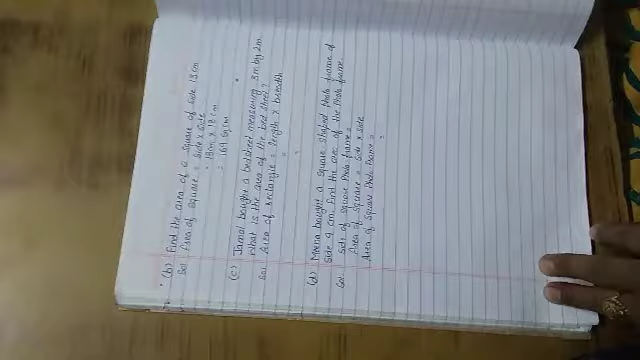 (b) Find the area of a square of side 13 cm
Sol Area of square = side x side
= 13cm x 13 cm
= 169 sq cm
(c) Jamal bought a bedsheet measuring 3m by 2m
What is the area of the bed sheet?
Sol Area of rectangle = length x breadth
=
=
(d) Meena bought a square shaped Photo frame of
side 9 cm. Find the area of the Photo frame.
Sol. Side of square Photo frame =
Area of Square = Side x side
Area of Square Photo Frame =
=